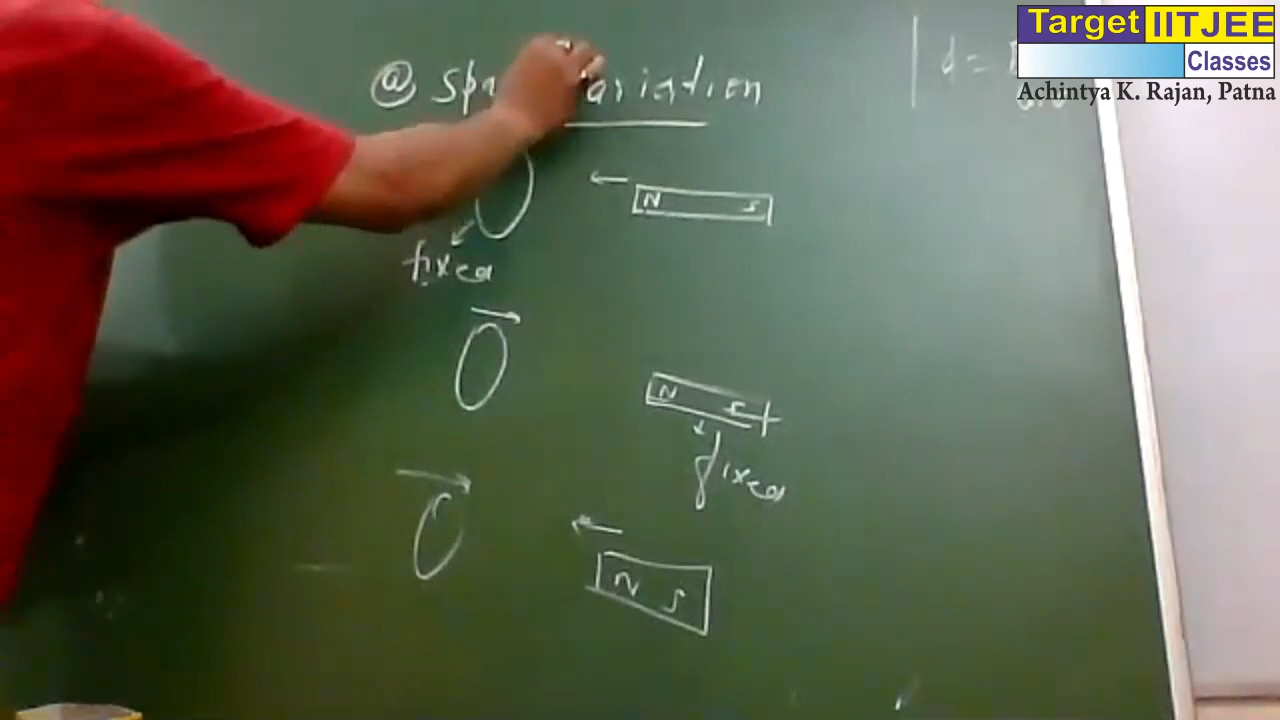 Target IITJEE
Classes
Achintya K. Rajan, Patna
@ Sp ariation
d =
N S
fixed
N S
fixed
N S